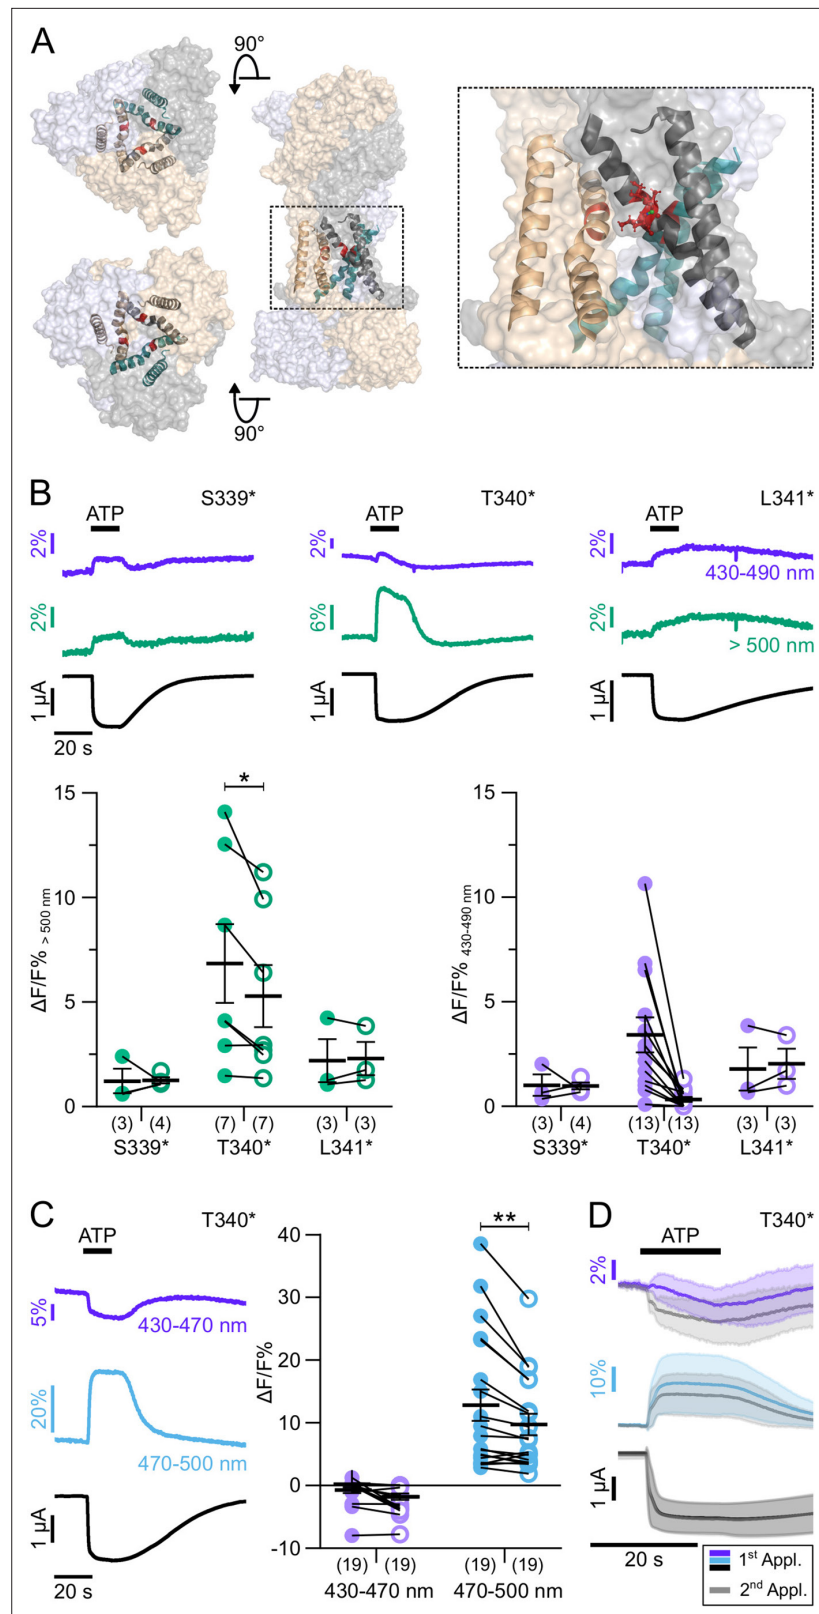 A
90°
90°
B
S339*
T340*
L341*
ATP
ATP
ATP
2%
2%
2%
430-490 nm
2%
6%
2%
> 500 nm
1 µA
1 µA
1 µA
20 s
*
15
10
5
0
ΔF/F% > 500 nm
(3) (4)
(7) (7)
(3) (3)
S339*
T340*
L341*
15
10
5
0
ΔF/F% 430-490 nm
(3) (4)
(13) (13)
(3) (3)
S339*
T340*
L341*
C
T340*
ATP
5%
430-470 nm
20%
470-500 nm
1 µA
20 s
**
40
30
20
10
0
-10
ΔF/F%
(19) (19)
(19) (19)
430-470 nm
470-500 nm
D
T340*
ATP
2%
10%
1 µA
20 s
1st Appl.
2nd Appl.